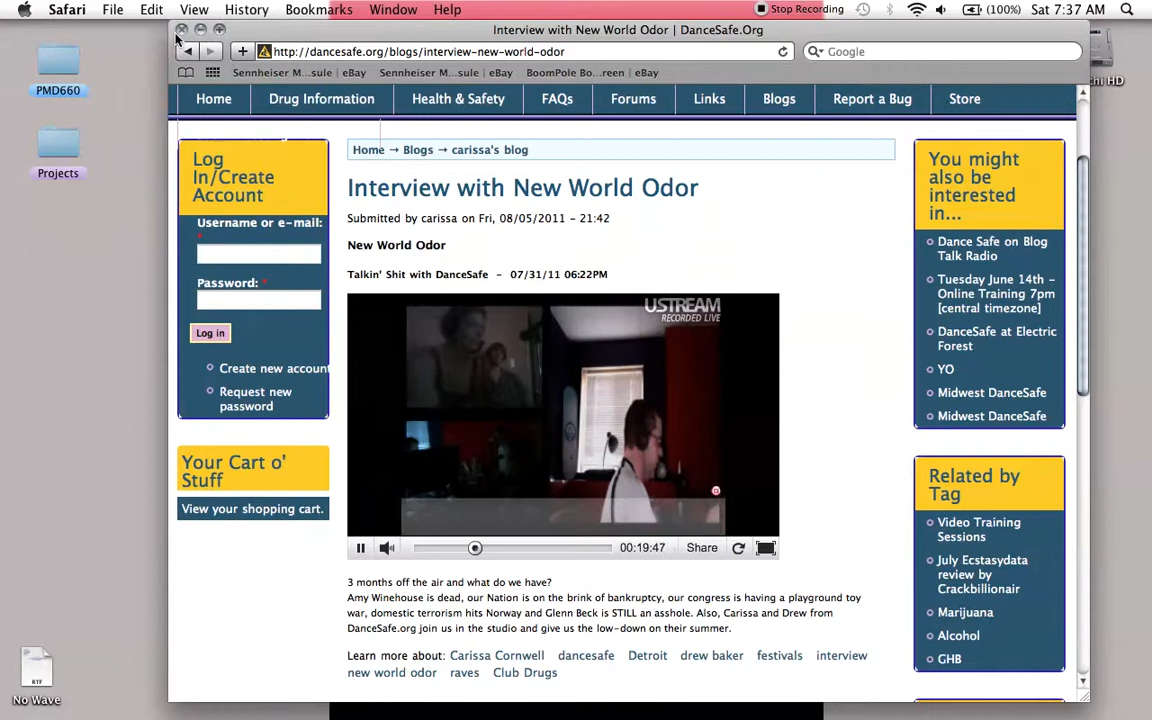 Safari File Edit View History Bookmarks Window Help Stop Recording (100%) Sat 7:37 AM
Interview with New World Odor | DanceSafe.Org
http://dancesafe.org/blogs/interview-new-world-odor Google
Sennheiser M...sule | eBay Sennheiser M...sule | eBay BoomPole Bo...reen | eBay
Home Drug Information Health & Safety FAQs Forums Links Blogs Report a Bug Store
PMD660
Projects
No Wave
RTF
Log
In/Create
Account
Username or e-mail:
*
Password: *
Log in
Create new account
Request new
password
Your Cart o'
Stuff
View your shopping cart.
Home → Blogs → carissa's blog
Interview with New World Odor
Submitted by carissa on Fri, 08/05/2011 - 21:42
New World Odor
Talkin' Shit with DanceSafe - 07/31/11 06:22PM
USTREAM
RECORDED LIVE
00:19:47 Share
3 months off the air and what do we have?
Amy Winehouse is dead, our Nation is on the brink of bankruptcy, our congress is having a playground toy
war, domestic terrorism hits Norway and Glenn Beck is STILL an asshole. Also, Carissa and Drew from
DanceSafe.org join us in the studio and give us the low-down on their summer.
Learn more about: Carissa Cornwell dancesafe Detroit drew baker festivals interview
new world odor raves Club Drugs
You might
also be
interested
in...
Dance Safe on Blog
Talk Radio
Tuesday June 14th -
Online Training 7pm
[central timezone]
DanceSafe at Electric
Forest
YO
Midwest DanceSafe
Midwest DanceSafe
Related by
Tag
Video Training
Sessions
July Ecstasydata
review by
Crackbillionair
Marijuana
Alcohol
GHB